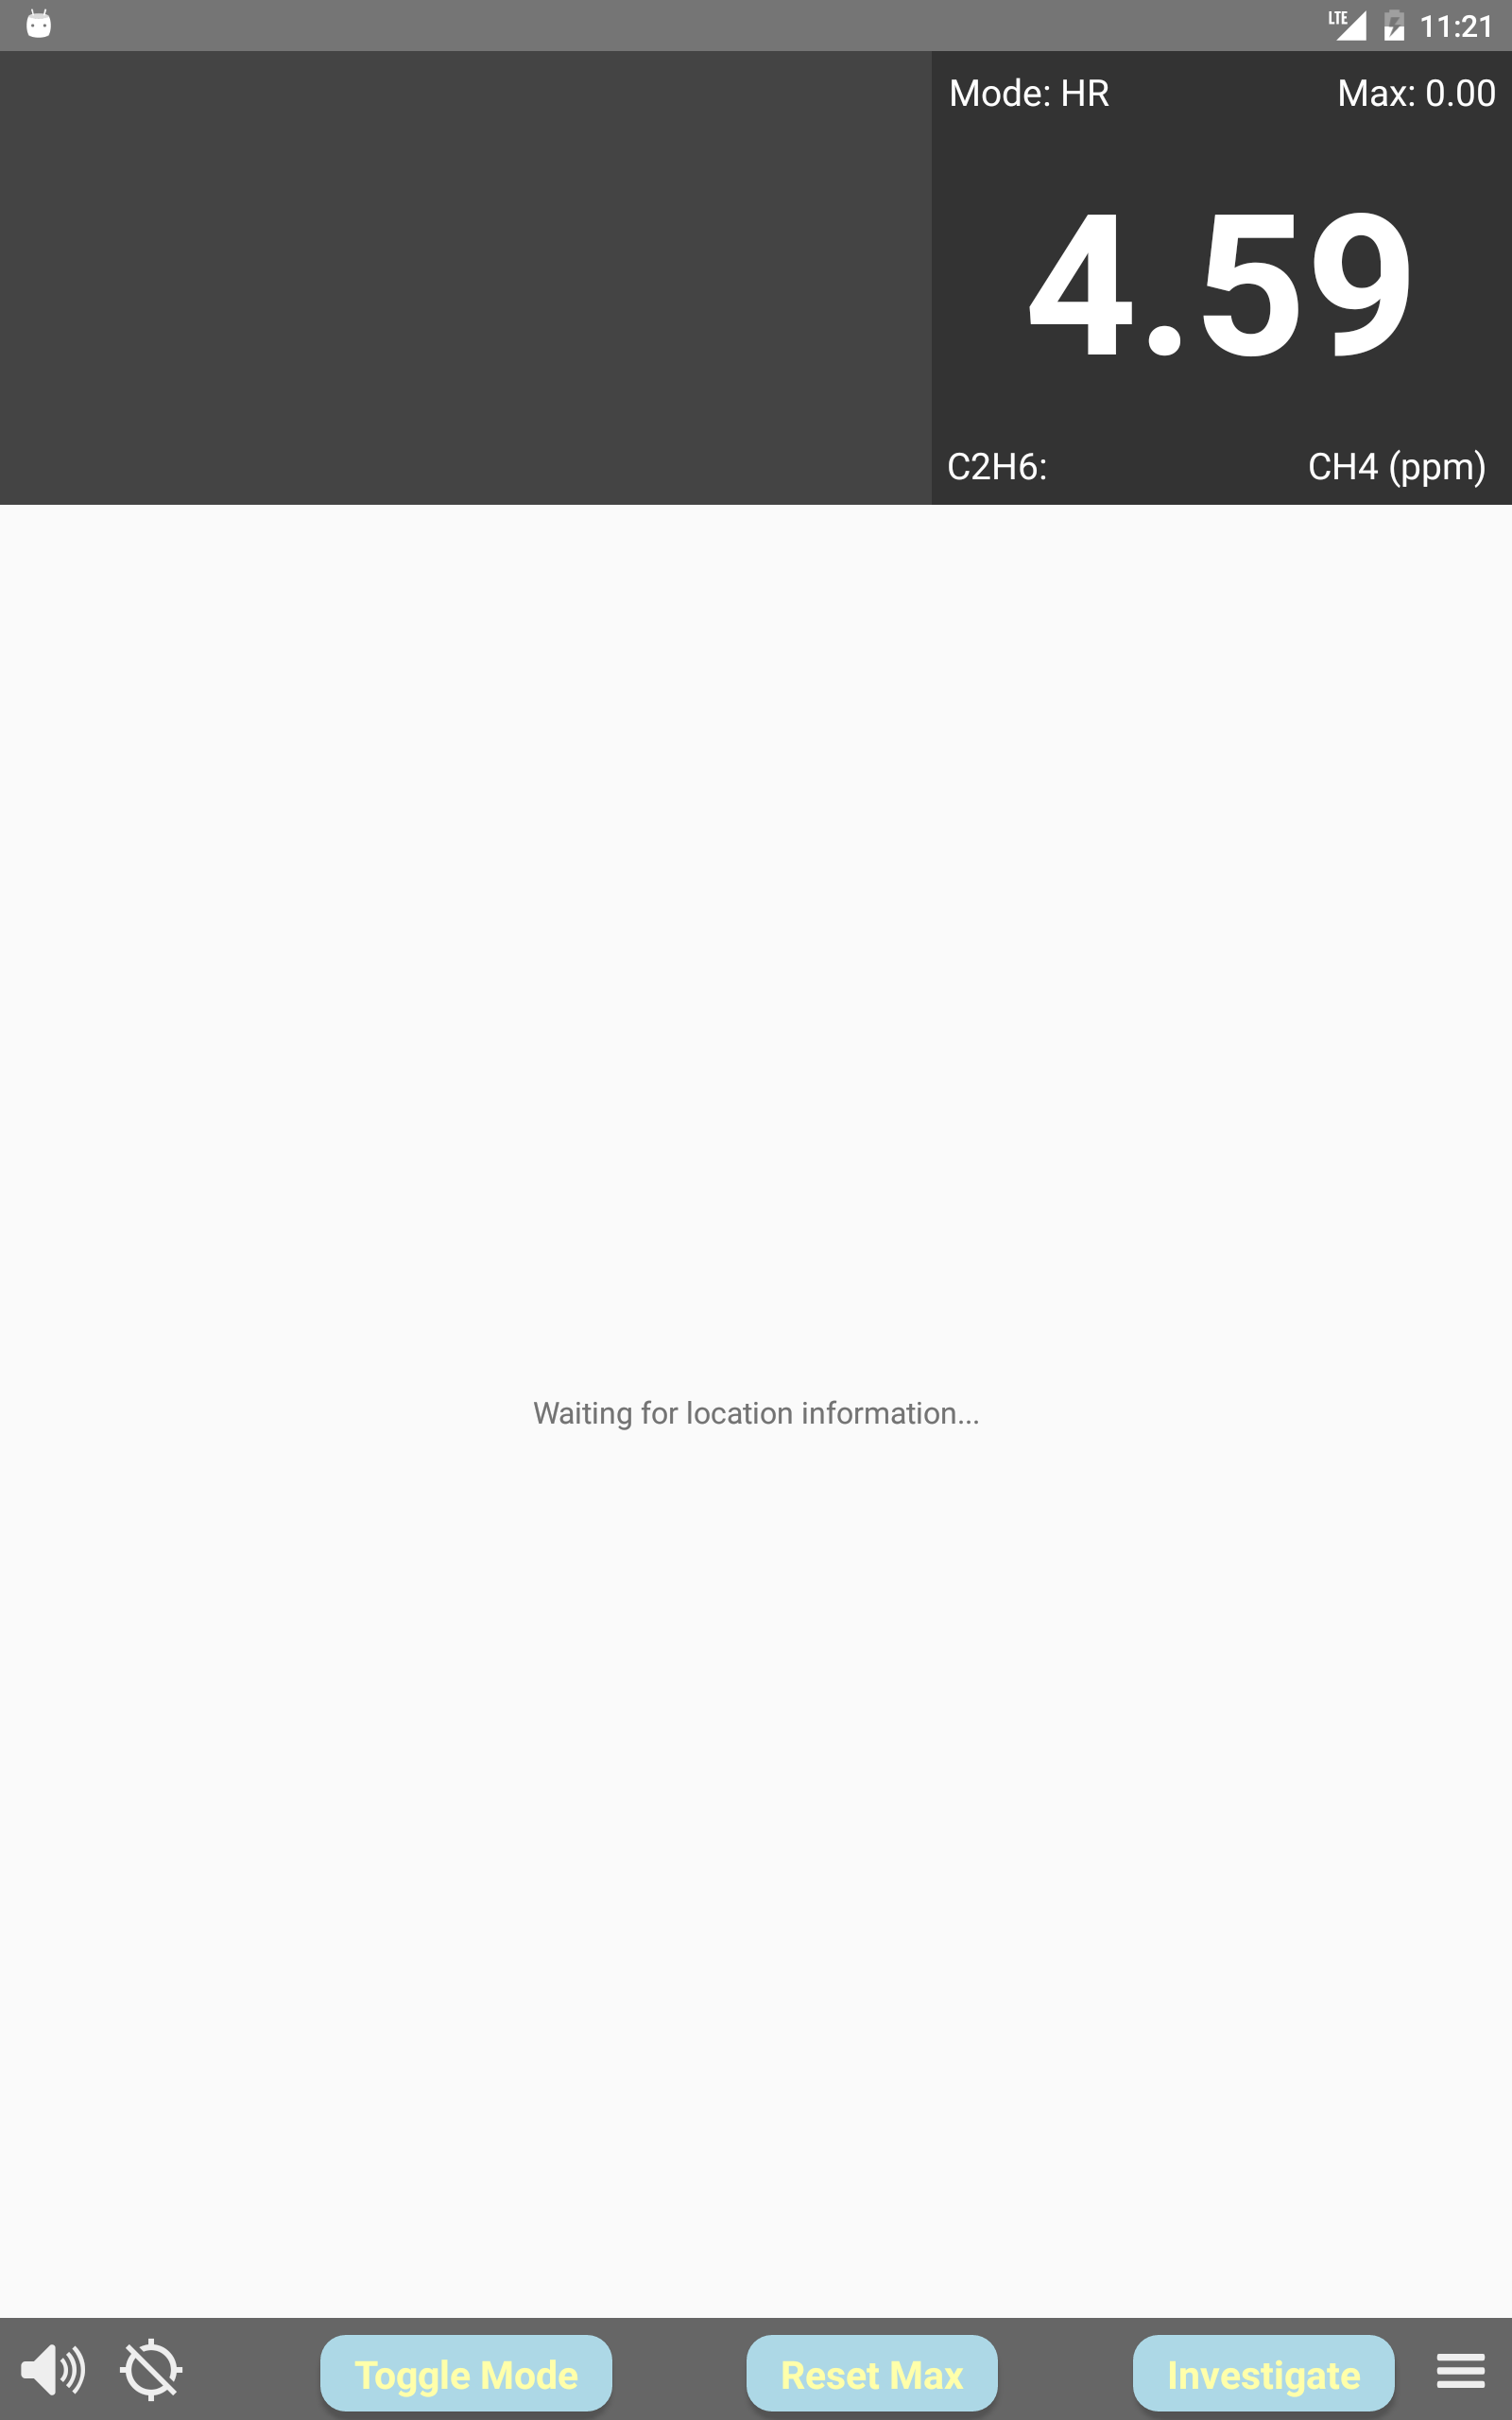 LTE 11:21
Mode: HR Max: 0.00
4.59
C2H6: CH4 (ppm)
Waiting for location information...
Toggle Mode Reset Max Investigate